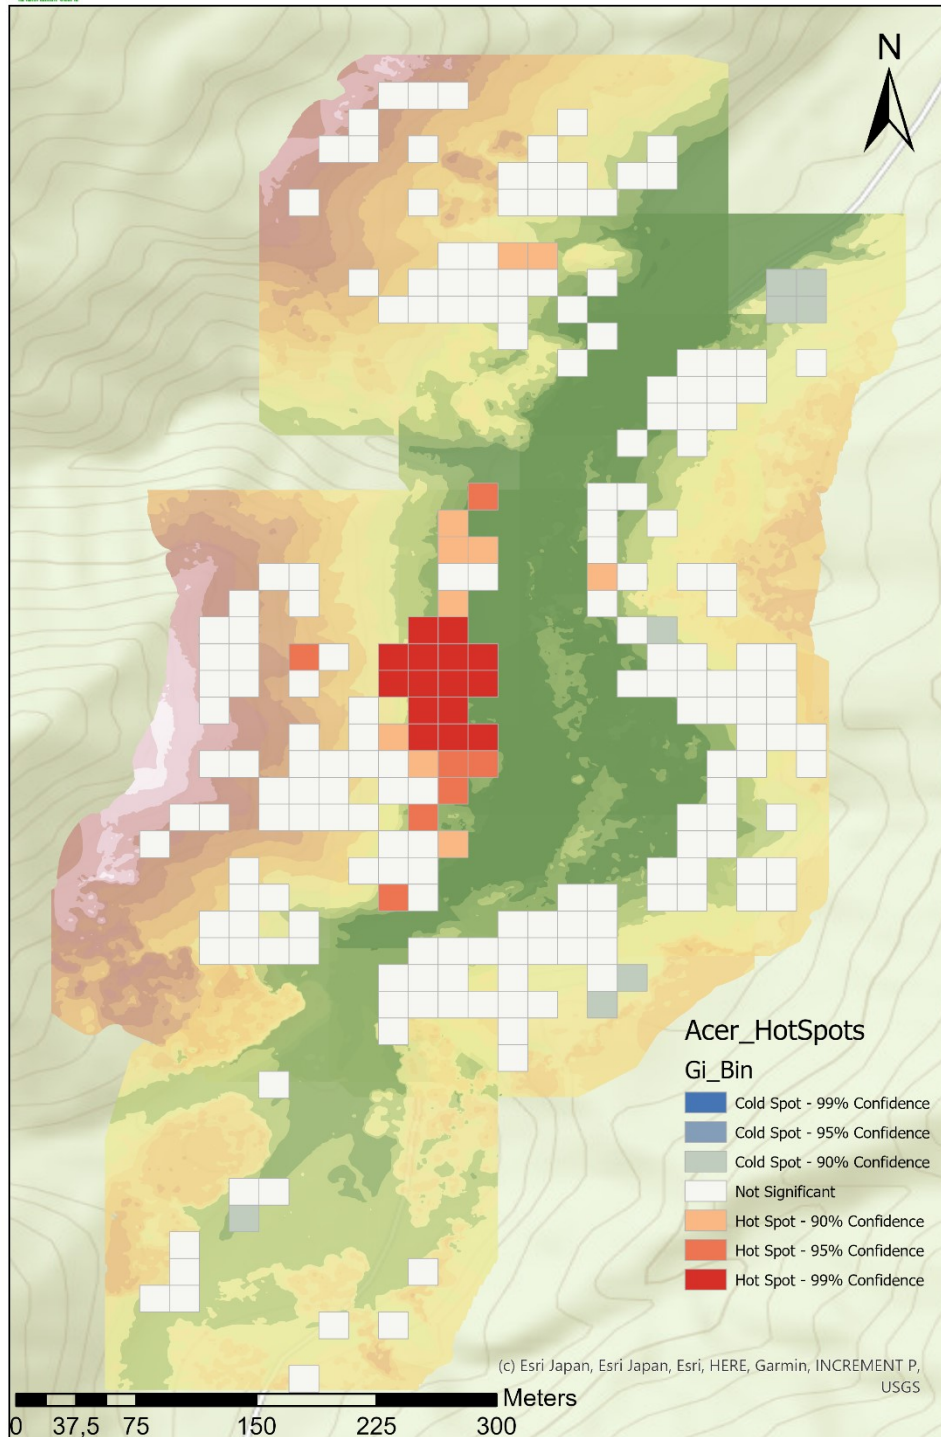 N
Acer_HotSpots
Gi_Bin
Cold Spot - 99% Confidence
Cold Spot - 95% Confidence
Cold Spot - 90% Confidence
Not Significant
Hot Spot - 90% Confidence
Hot Spot - 95% Confidence
Hot Spot - 99% Confidence
(c) Esri Japan, Esri Japan, Esri, HERE, Garmin, INCREMENT P,
USGS
Meters
0 37,5 75 150 225 300